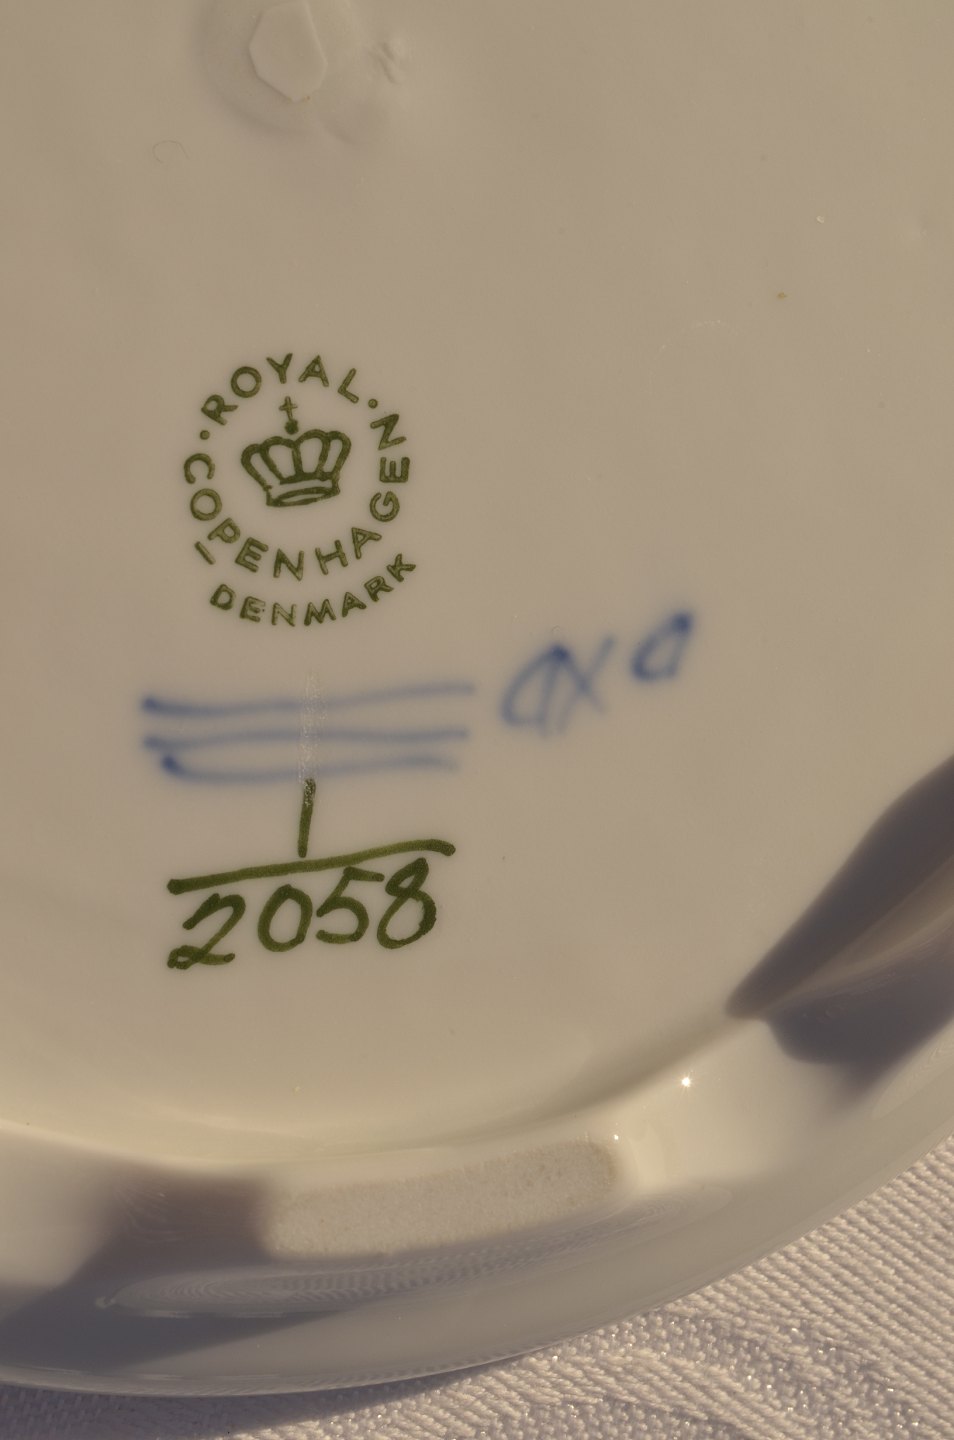 · ROYAL · COPENHAGEN
DENMARK
1
2058